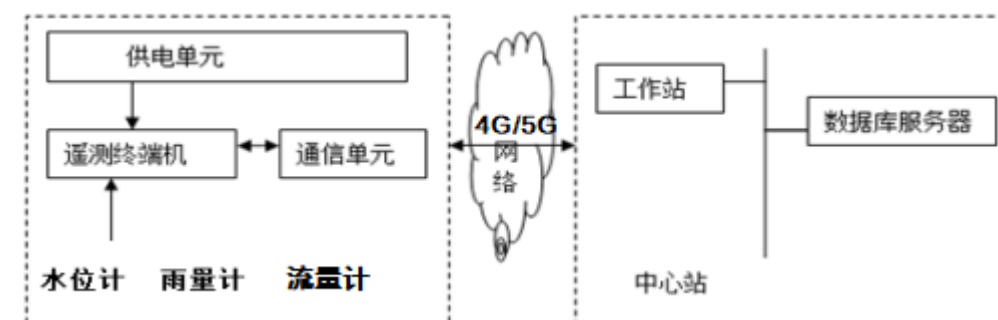 供电单元
遥测终端机
通信单元
水位计 雨量计 流量计
4G/5G
网
络
工作站
数据库服务器
中心站